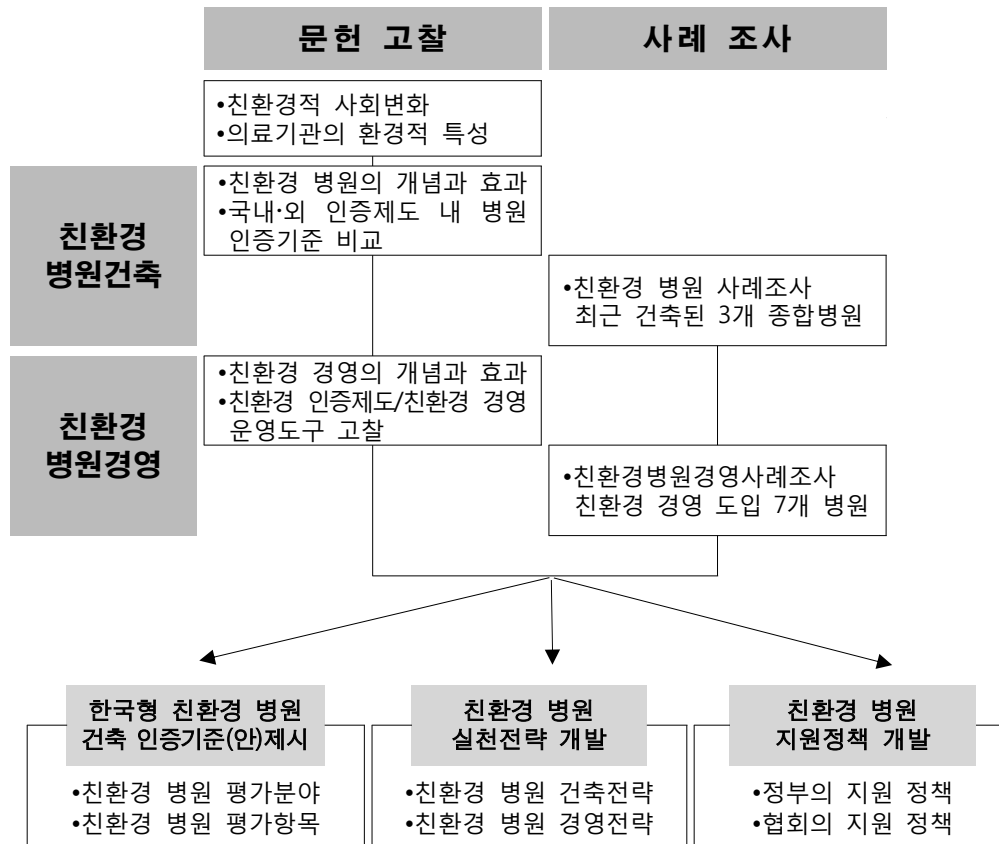 문헌 고찰
사례 조사
•친환경적 사회변화
•의료기관의 환경적 특성
친환경
병원건축
•친환경 병원의 개념과 효과
•국내·외 인증제도 내 병원
인증기준 비교
•친환경 병원 사례조사
최근 건축된 3개 종합병원
친환경
병원경영
•친환경 경영의 개념과 효과
•친환경 인증제도/친환경 경영
운영도구 고찰
•친환경병원경영사례조사
친환경 경영 도입 7개 병원
한국형 친환경 병원
건축 인증기준(안)제시
•친환경 병원 평가분야
•친환경 병원 평가항목
친환경 병원
실천전략 개발
•친환경 병원 건축전략
•친환경 병원 경영전략
친환경 병원
지원정책 개발
•정부의 지원 정책
•협회의 지원 정책